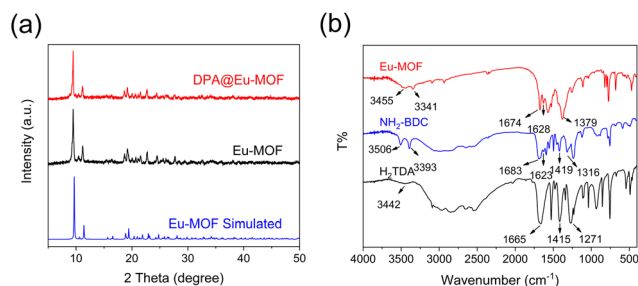 (a)
Intensity (a.u.)
DPA@Eu-MOF
Eu-MOF
Eu-MOF Simulated
10 20 30 40 50
2 Theta (degree)
(b)
T%
Eu-MOF
3455 3341
1674 1628 1379
NH₂-BDC
3506 3393
1683 1623 1419 1316
H₂TDA
3442
1665 1415 1271
4000 3500 3000 2500 2000 1500 1000 400
Wavenumber (cm⁻¹)